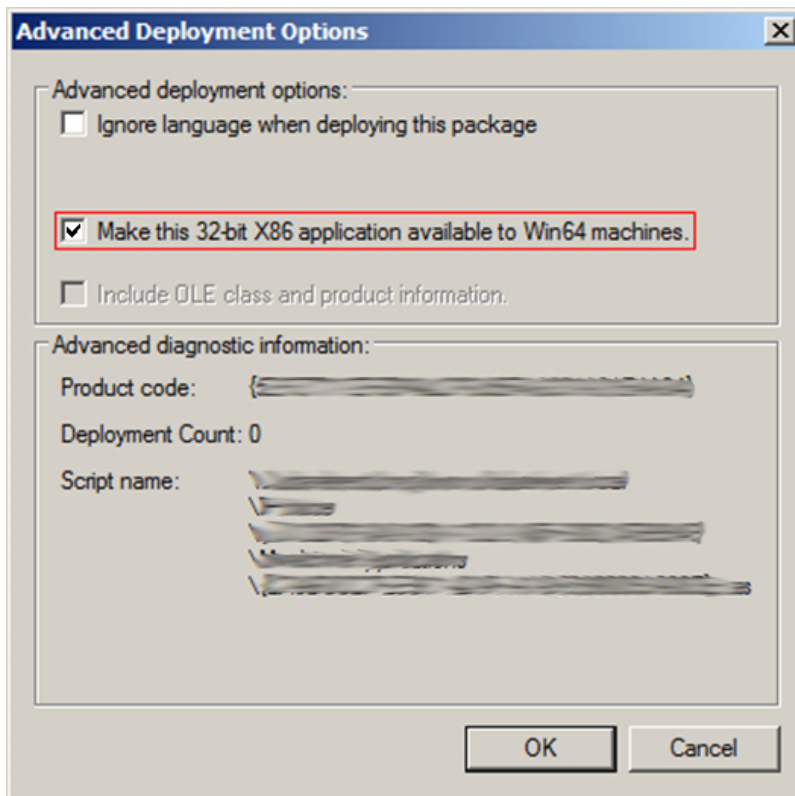 Advanced Deployment Options
Advanced deployment options:
Ignore language when deploying this package
Make this 32-bit X86 application available to Win64 machines.
Include OLE class and product information.
Advanced diagnostic information:
Product code:
Deployment Count: 0
Script name:
OK
Cancel